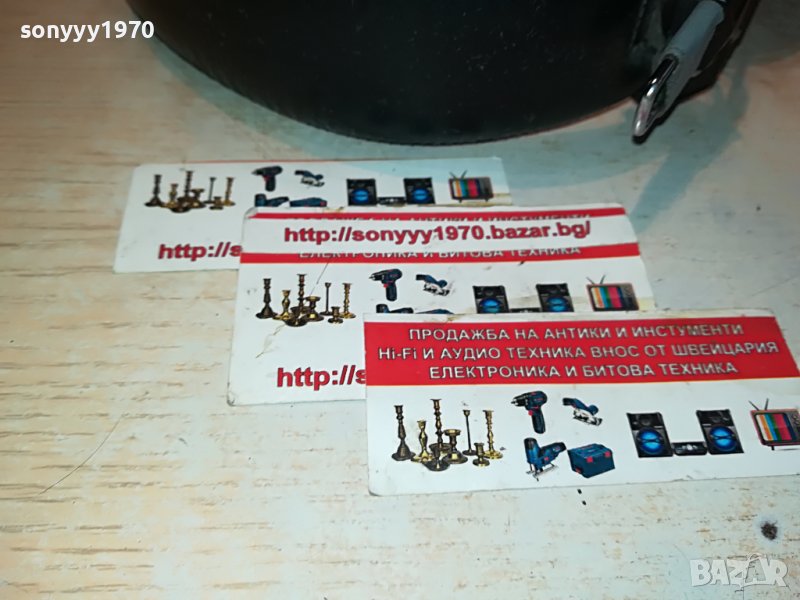 sonyyy1970
http://s
http://sonyyy1970.bazar.bg/
ЕЛЕКТРОНИКА И БИТОВА ТЕХНИКА
http://s
ПРОДАЖБА НА АНТИКИ И ИНСТУМЕНТИ
Hi-Fi И АУДИО ТЕХНИКА ВНОС ОТ ШВЕЙЦАРИЯ
ЕЛЕКТРОНИКА И БИТОВА ТЕХНИКА
BAZAR